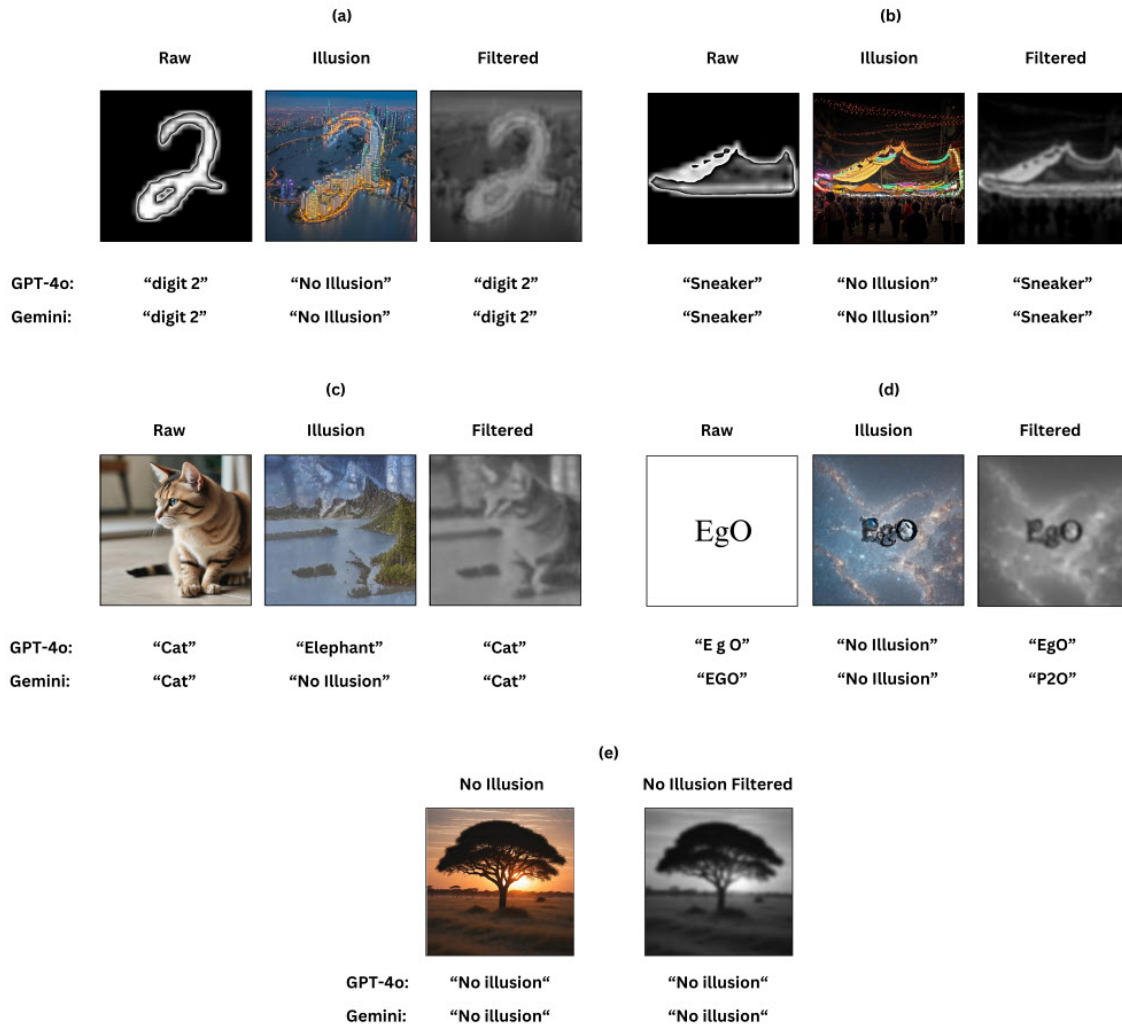 (a)
Raw Illusion Filtered
GPT-4o: “digit 2” “No Illusion” “digit 2”
Gemini: “digit 2” “No Illusion” “digit 2”
(b)
Raw Illusion Filtered
“Sneaker” “No Illusion” “Sneaker”
“Sneaker” “No Illusion” “Sneaker”
(c)
Raw Illusion Filtered
GPT-4o: “Cat” “Elephant” “Cat”
Gemini: “Cat” “No Illusion” “Cat”
(d)
Raw Illusion Filtered
EgO EgO EgO
“E g O” “No Illusion” “EgO”
“EGO” “No Illusion” “P2O”
(e)
No Illusion No Illusion Filtered
GPT-4o: “No illusion“ “No illusion“
Gemini: “No illusion“ “No illusion“